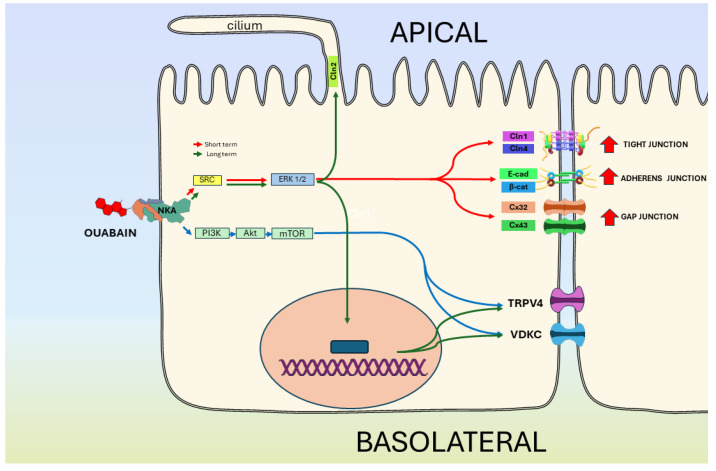 cilium
APICAL
Cln2
Short term
Long term
SRC
ERK 1/2
NKA
OUABAIN
PI3K
Akt
mTOR
Cln1
Cln4
TIGHT JUNCTION
E-cad
β-cat
ADHERENS JUNCTION
Cx32
Cx43
GAP JUNCTION
TRPV4
VDKC
BASOLATERAL